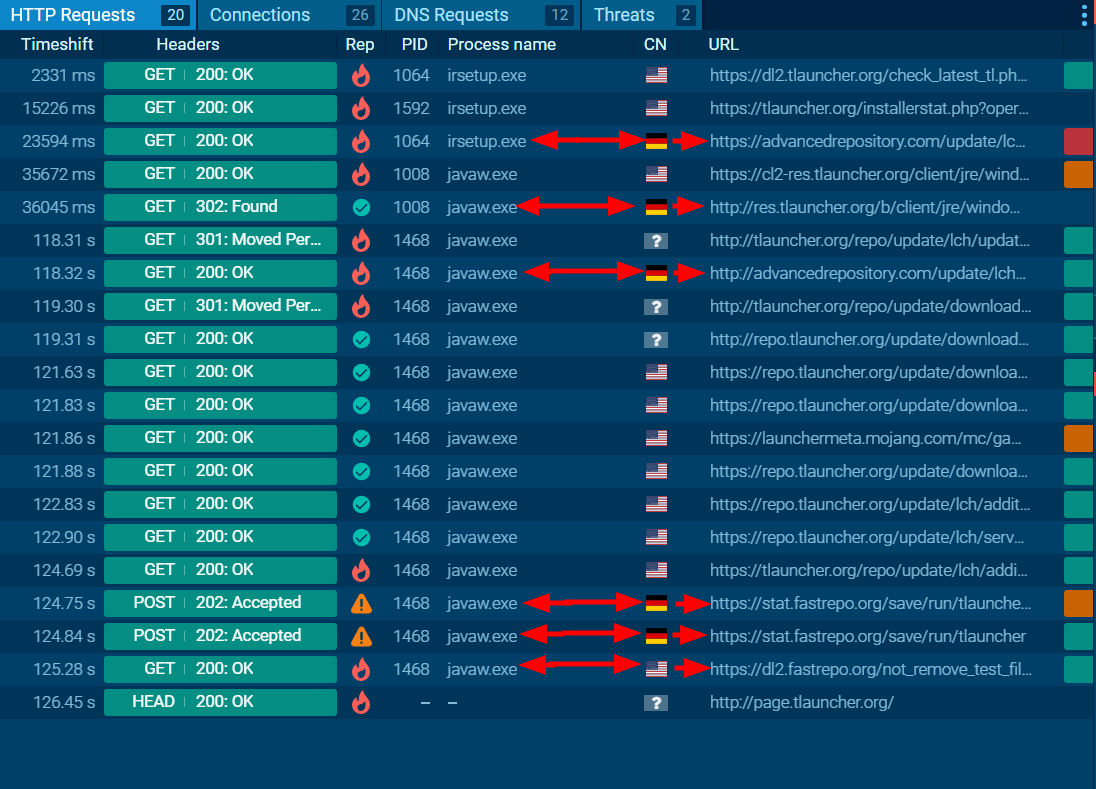 HTTP Requests 20 Connections 26 DNS Requests 12 Threats 2
Timeshift Headers Rep PID Process name CN URL
2331 ms GET 200: OK 1064 irsetup.exe https://dl2.tlauncher.org/check_latest_tl.ph...
15226 ms GET 200: OK 1592 irsetup.exe https://tlauncher.org/installerstat.php?oper...
23594 ms GET 200: OK 1064 irsetup.exe https://advancedrepository.com/update/lc...
35672 ms GET 200: OK 1008 javaw.exe https://cl2-res.tlauncher.org/client/jre/wind...
36045 ms GET 302: Found 1008 javaw.exe http://res.tlauncher.org/b/client/jre/windo...
118.31 s GET 301: Moved Per... 1468 javaw.exe ? http://tlauncher.org/repo/update/lch/updat...
118.32 s GET 200: OK 1468 javaw.exe http://advancedrepository.com/update/lch...
119.30 s GET 301: Moved Per... 1468 javaw.exe ? http://tlauncher.org/repo/update/download...
119.31 s GET 200: OK 1468 javaw.exe ? http://repo.tlauncher.org/update/download...
121.63 s GET 200: OK 1468 javaw.exe https://repo.tlauncher.org/update/downloa...
121.83 s GET 200: OK 1468 javaw.exe https://repo.tlauncher.org/update/downloa...
121.86 s GET 200: OK 1468 javaw.exe https://launchermeta.mojang.com/mc/ga...
121.88 s GET 200: OK 1468 javaw.exe https://repo.tlauncher.org/update/downloa...
122.83 s GET 200: OK 1468 javaw.exe https://repo.tlauncher.org/update/lch/addit...
122.90 s GET 200: OK 1468 javaw.exe https://repo.tlauncher.org/update/lch/serv...
124.69 s GET 200: OK 1468 javaw.exe https://tlauncher.org/repo/update/lch/addi...
124.75 s POST 202: Accepted 1468 javaw.exe https://stat.fastrepo.org/save/run/tlaunche...
124.84 s POST 202: Accepted 1468 javaw.exe https://stat.fastrepo.org/save/run/tlauncher
125.28 s GET 200: OK 1468 javaw.exe https://dl2.fastrepo.org/not_remove_test_fil...
126.45 s HEAD 200: OK – – ? http://page.tlauncher.org/